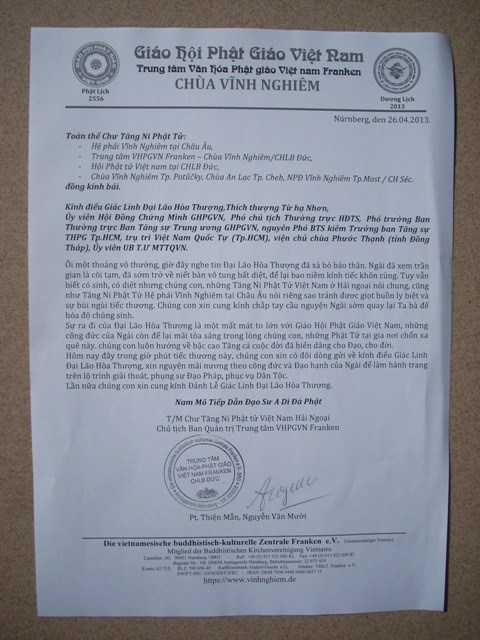 Giáo Hội Phật Giáo Việt Nam
Trung tâm Văn Hóa Phật giáo Việt nam Franken
CHÙA VĨNH NGHIÊM
Phật Lịch
2556
Dương Lịch
2013
Nürnberg, den 26.04.2013.
Toàn thể Chư Tăng Ni Phật Tử:
- Hệ phái Vĩnh Nghiêm tại Châu Âu,
- Trung tâm VHPGVN Franken – Chùa Vĩnh Nghiêm/CHLB Đức,
- Hội Phật tử Việt nam tại CHLB Đức,
- Chùa Vĩnh Nghiêm Tp. Potůčky, Chùa An Lạc Tp. Cheb, NPĐ Vĩnh Nghiêm Tp.Most / CH Séc.
đồng kính bái.
Kính điếu Giác Linh Đại Lão Hòa Thượng,Thích thượng Từ hạ Nhơn,
Ủy viên Hội Đồng Chứng Minh GHPGVN, Phó chủ tịch Thường trực HĐTS, Phó trưởng Ban
Thường trực Ban Tăng sự Trung ương GHPGVN, nguyên Phó BTS kiêm Trưởng ban Tăng sự
THPG Tp.HCM, trụ trì Việt Nam Quốc Tự (Tp.HCM), viện chủ chùa Phước Thạnh (tỉnh Đồng
Tháp), Ủy viên UB T.Ư MTTQVN.
Ôi một thoáng vô thường, giờ đây nghe tin Đại Lão Hòa Thượng đã xả bỏ báo thân. Ngài đã xem trần
gian là cõi tạm, đã sớm trở về niết bàn vô tung bất diệt, để lại bao niềm kính tiếc khôn cùng. Tuy vẫn
biết có sinh, có diệt nhưng chúng con, những Tăng Ni Phật Tử Việt Nam ở Hải ngoại nói chung, cũng
như Tăng Ni Phật Tử Hệ phái Vĩnh Nghiêm tại Châu Âu nói riêng sao tránh được giọt buồn ly biệt và
sự bùi ngùi tiếc thương. Chúng con xin cung kính chắp tay cầu nguyện Ngài sớm quay lại Ta bà để
hóa độ chúng sinh.
Sự ra đi của Đại Lão Hòa Thượng là một mất mát to lớn với Giáo Hội Phật Giáo Việt Nam, những
công đức của Ngài còn để lại mãi tỏa sáng trong lòng chúng con, những Phật Tử tại gia nơi chốn xa
quê này. chúng con luôn hướng về bậc cao Tăng cả cuộc đời đã hiến dâng cho Đạo, cho đời.
Hôm nay đây trong giờ phút tiếc thương này, chúng con xin có đôi dòng gửi về kính điếu Giác Linh
Đại Lão Hòa Thượng, xin nguyện mãi nương theo công đức và Đạo hạnh của Ngài để làm hành trang
trên lộ trình giải thoát, phụng sự Đạo Pháp, phục vụ Dân Tộc.
Lần nữa chúng con xin cung kính Đảnh Lễ Giác Linh Đại Lão Hòa Thượng.
Nam Mô Tiếp Dẫn Đạo Sư A Di Đà Phật
T/M Chư Tăng Ni Phật tử Việt Nam Hải Ngoại
Chủ tịch Ban Quản trị Trung tâm VHPGVN Franken
TRUNG TÂM
VĂN HÓA-PHẬT GIÁO
VIỆT NAM FRANKEN
CHLB ĐỨC
Pt. Thiện Mẫn, Nguyễn Văn Mười
Die vietnamesische buddhistisch-kulturelle Zentrale Franken e.V.
Mitglied der Buddhistischen Kirchenvereinigung Vietnams
https://www.vinhnghiem.de